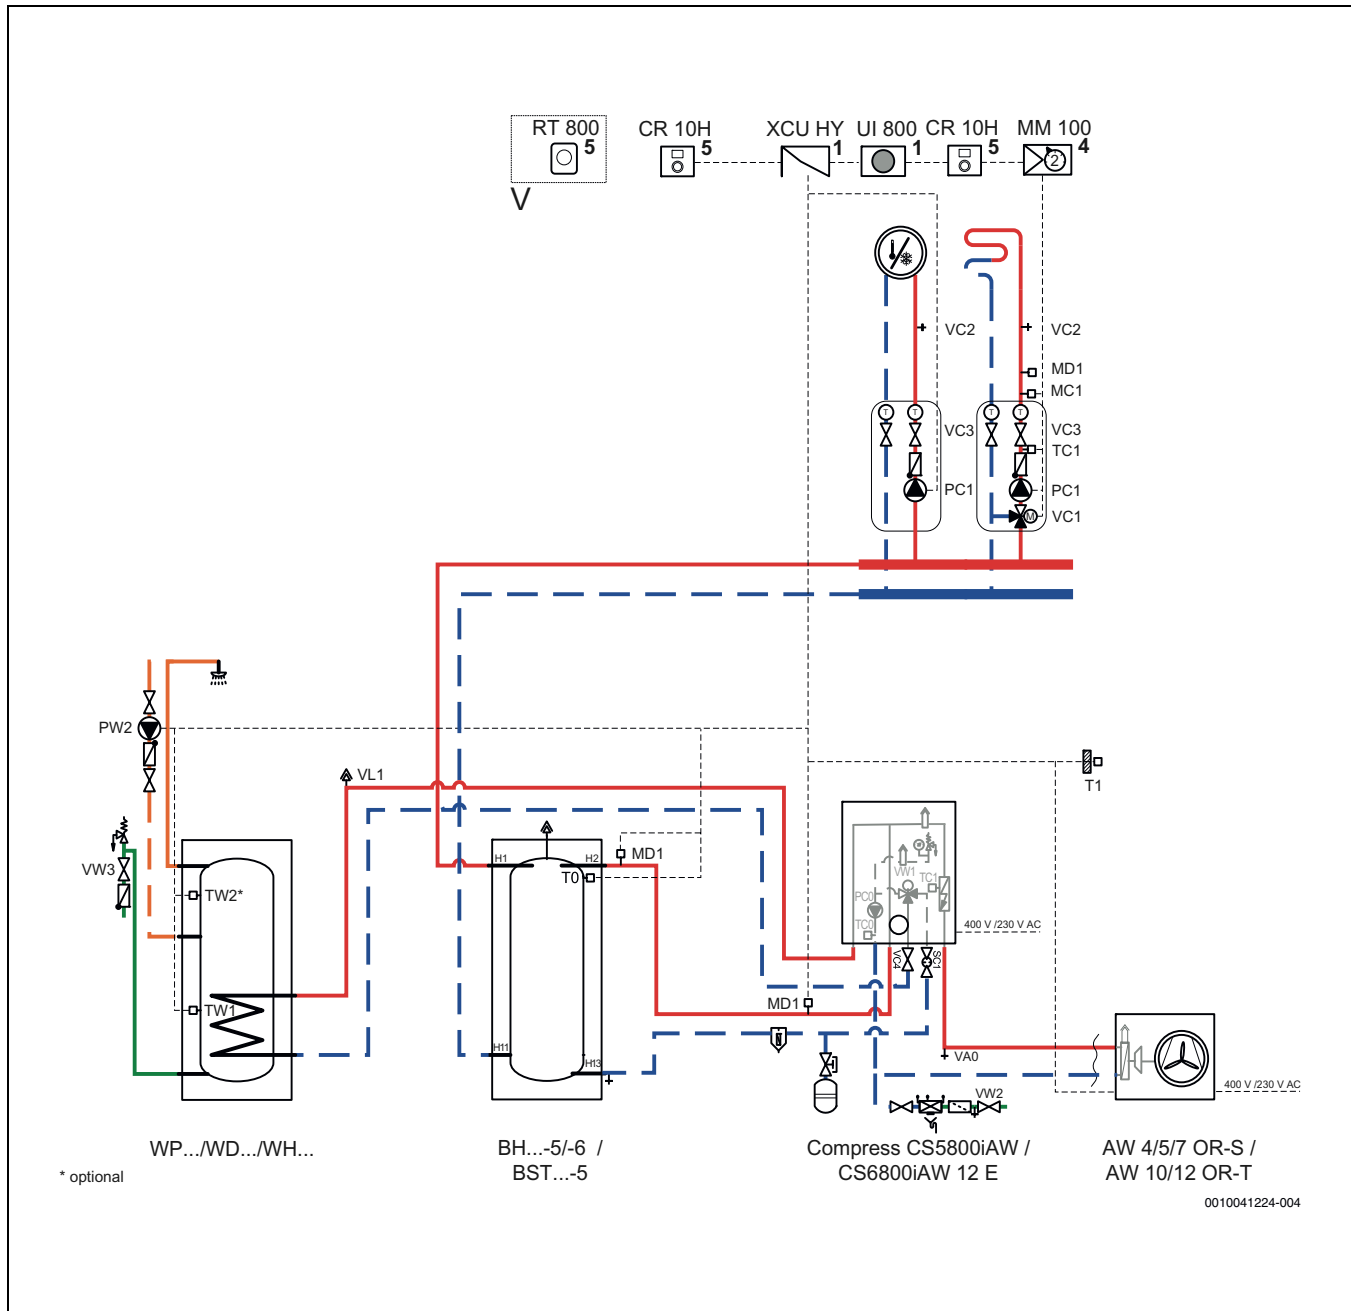 RT 800
5
V
CR 10H
5
XCU HY
1
UI 800
1
CR 10H
5
MM 100
4
2
VC2
VC2
MD1
MC1
T
T
T
T
VC3
VC3
TC1
PC1
PC1
VC1
M
PW2
VL1
T1
MD1
H1
H2
T0
VW3
TW2*
VW1
TC1
PC0
TC0
400 V /230 V AC
VC4
SC1
TW1
MD1
H11
H13
VA0
VW2
400 V /230 V AC
WP.../WD.../WH...
BH...-5/-6 /
BST...-5
Compress CS5800iAW /
CS6800iAW 12 E
AW 4/5/7 OR-S /
AW 10/12 OR-T
* optional
0010041224-004